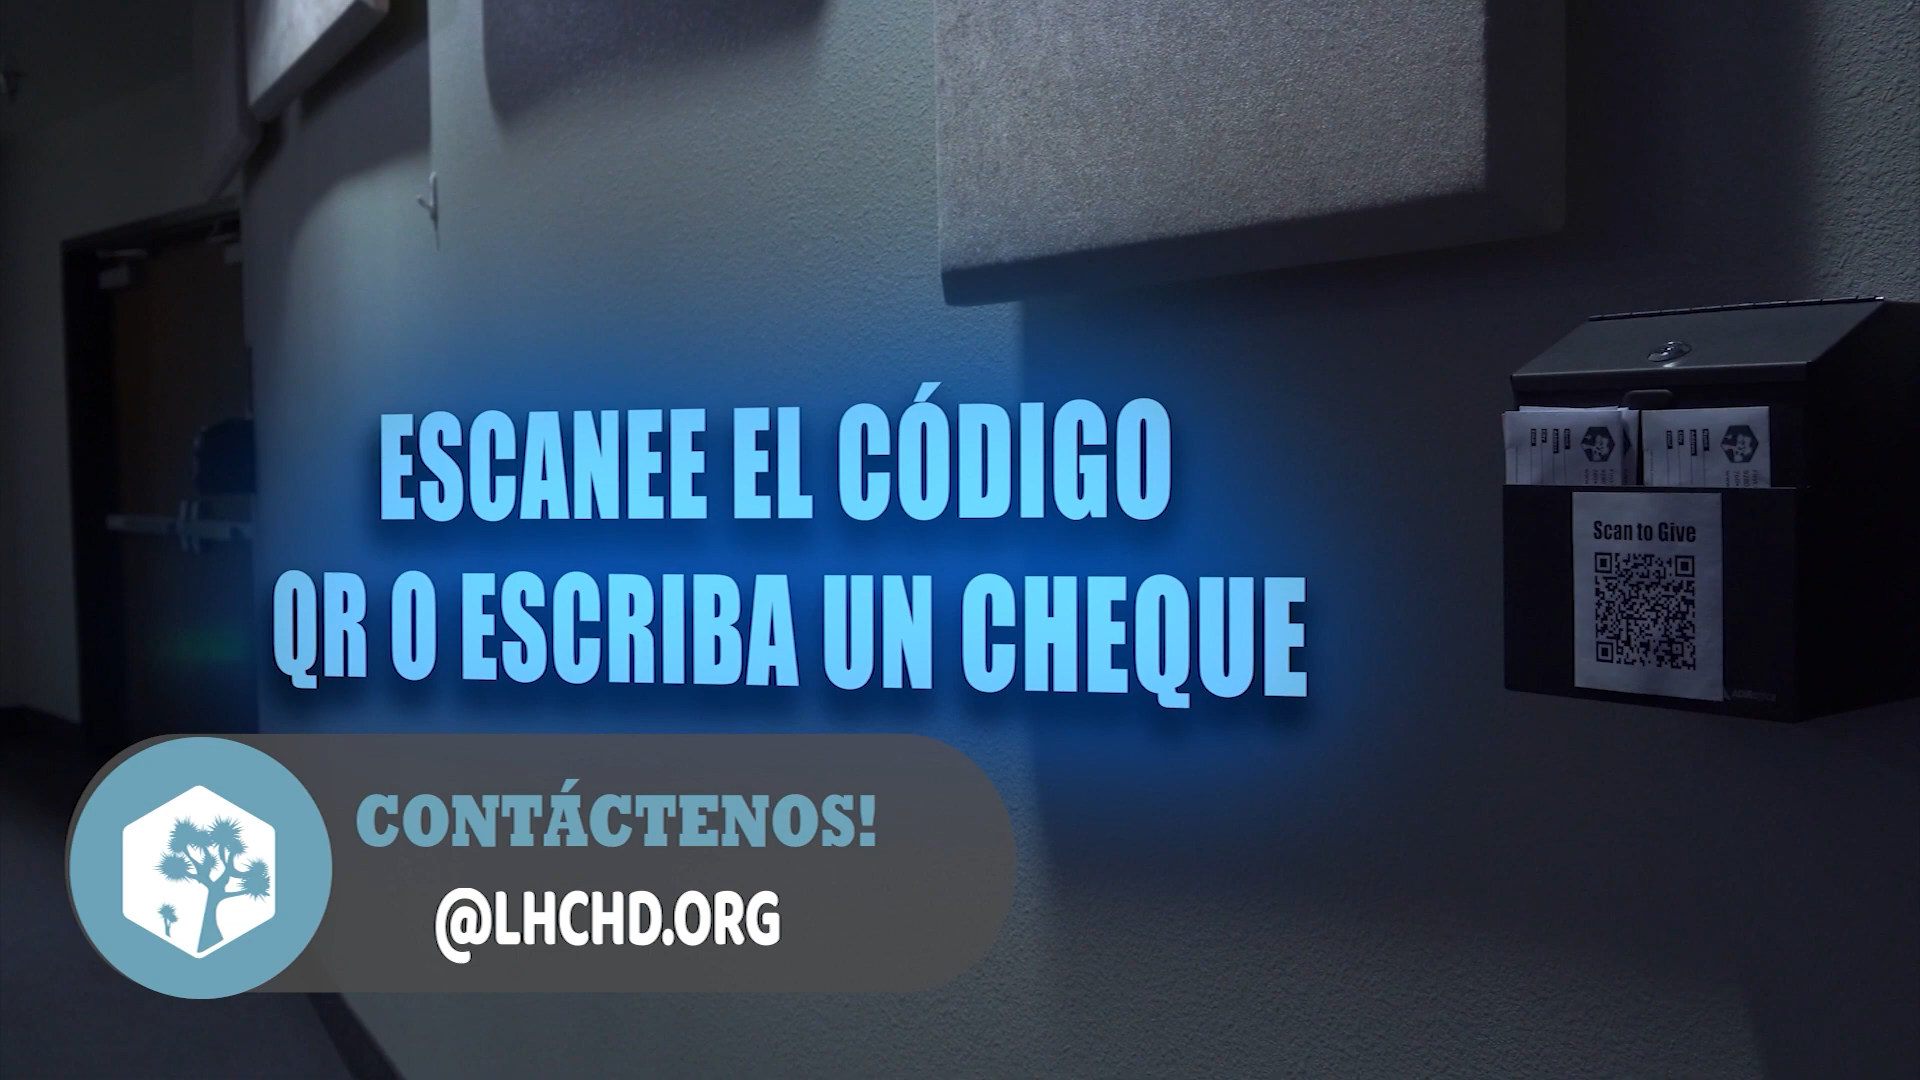 ESCANEE EL CÓDIGO
QR O ESCRIBA UN CHEQUE
Scan to Give
CONTÁCTENOS!
@LHCHD.ORG